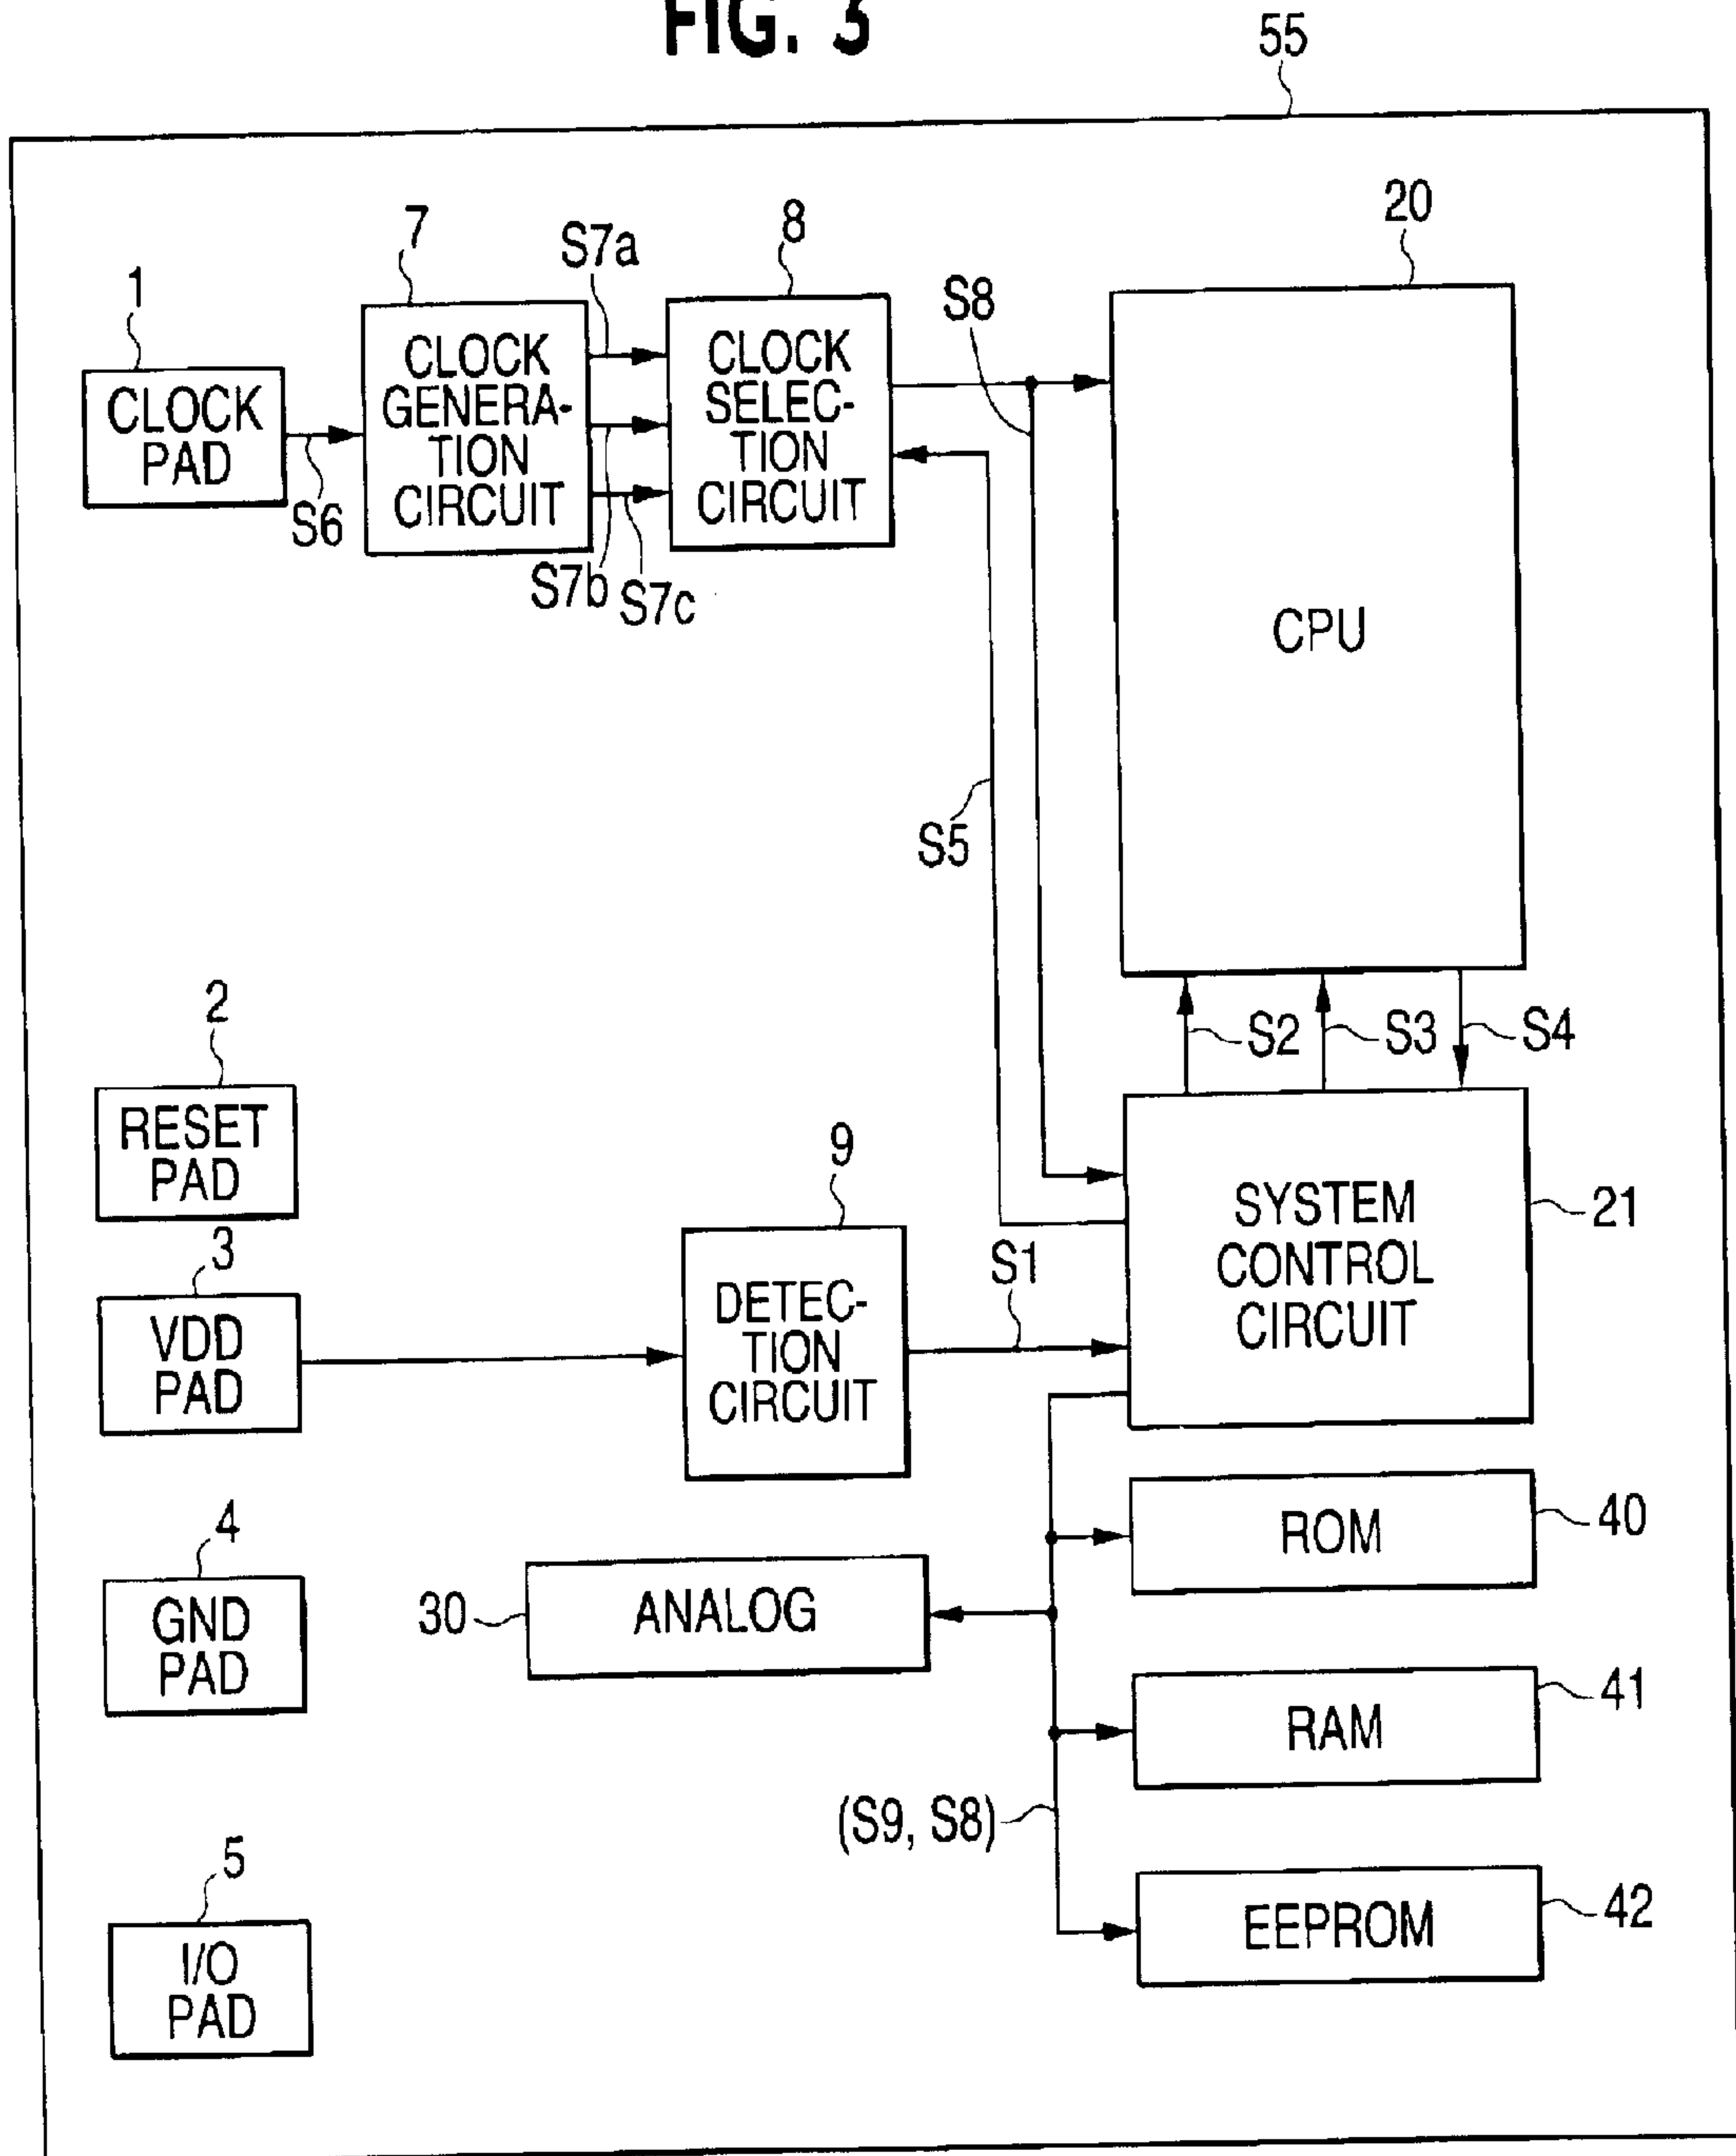 FIG. 3
55
1
CLOCK
PAD
S6
7
CLOCK
GENERA-
TION
CIRCUIT
S7a
S7b
S7c
8
CLOCK
SELEC-
TION
CIRCUIT
S8
20
CPU
S5
S2
S3
S4
2
RESET
PAD
3
VDD
PAD
9
DETEC-
TION
CIRCUIT
S1
SYSTEM
CONTROL
CIRCUIT
21
4
GND
PAD
30
ANALOG
ROM
40
RAM
41
(S9, S8)
EEPROM
42
5
I/O
PAD